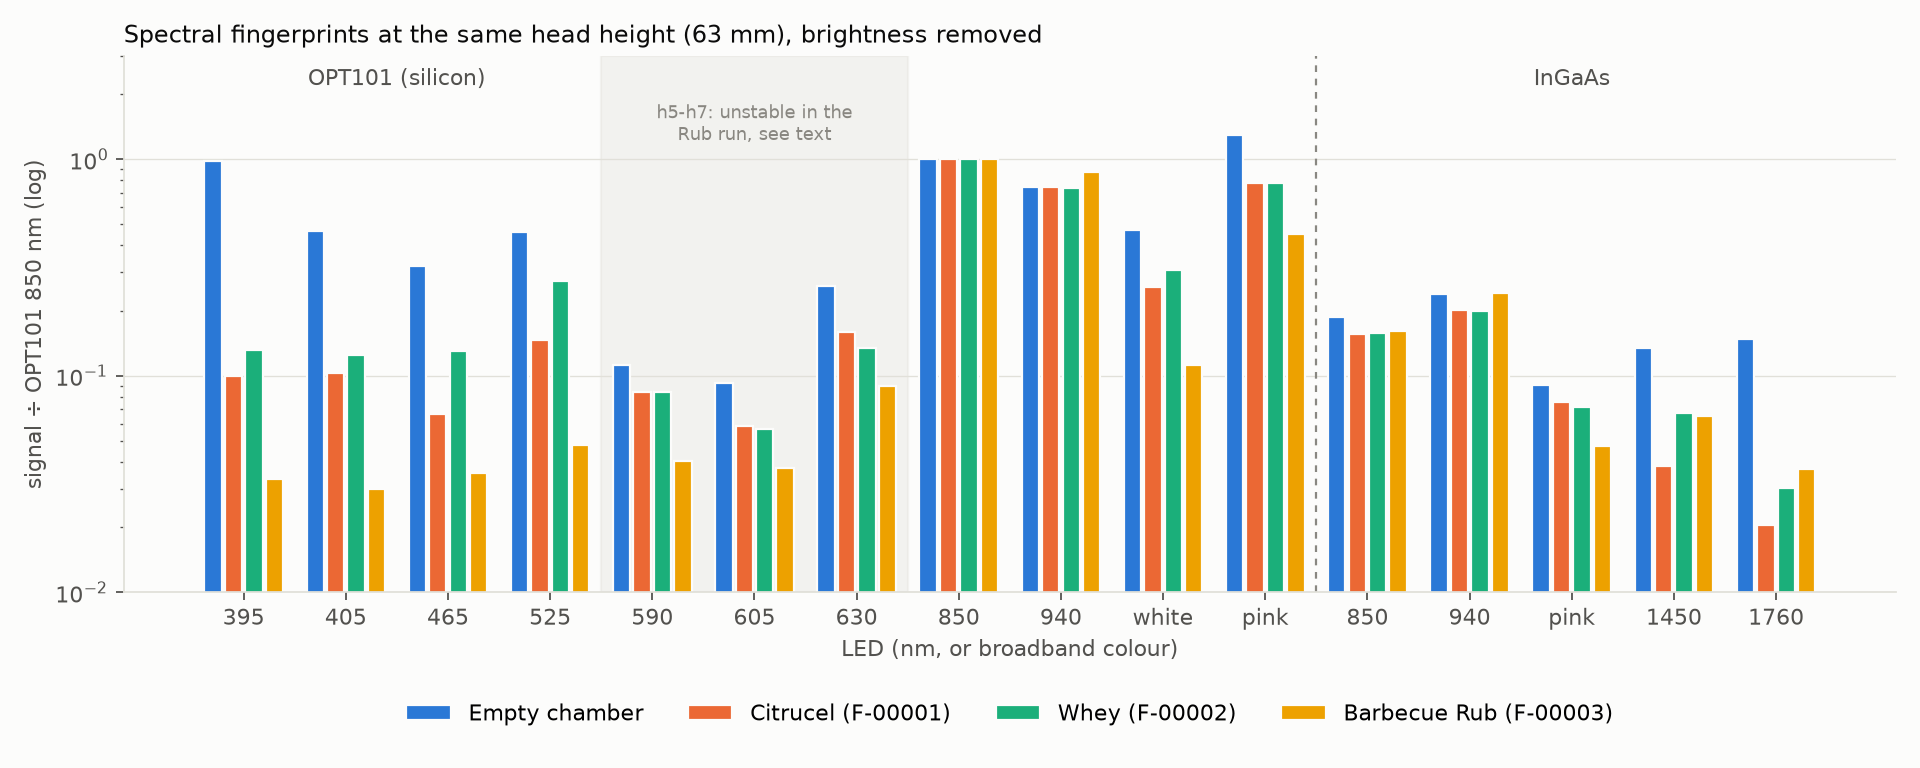 Spectral fingerprints at the same head height (63 mm), brightness removed
OPT101 (silicon)
InGaAs
h5-h7: unstable in the
Rub run, see text
signal ÷ OPT101 850 nm (log)
10⁰
10⁻¹
10⁻²
395 405 465 525 590 605 630 850 940 white pink 850 940 pink 1450 1760
LED (nm, or broadband colour)
Empty chamber Citrucel (F-00001) Whey (F-00002) Barbecue Rub (F-00003)